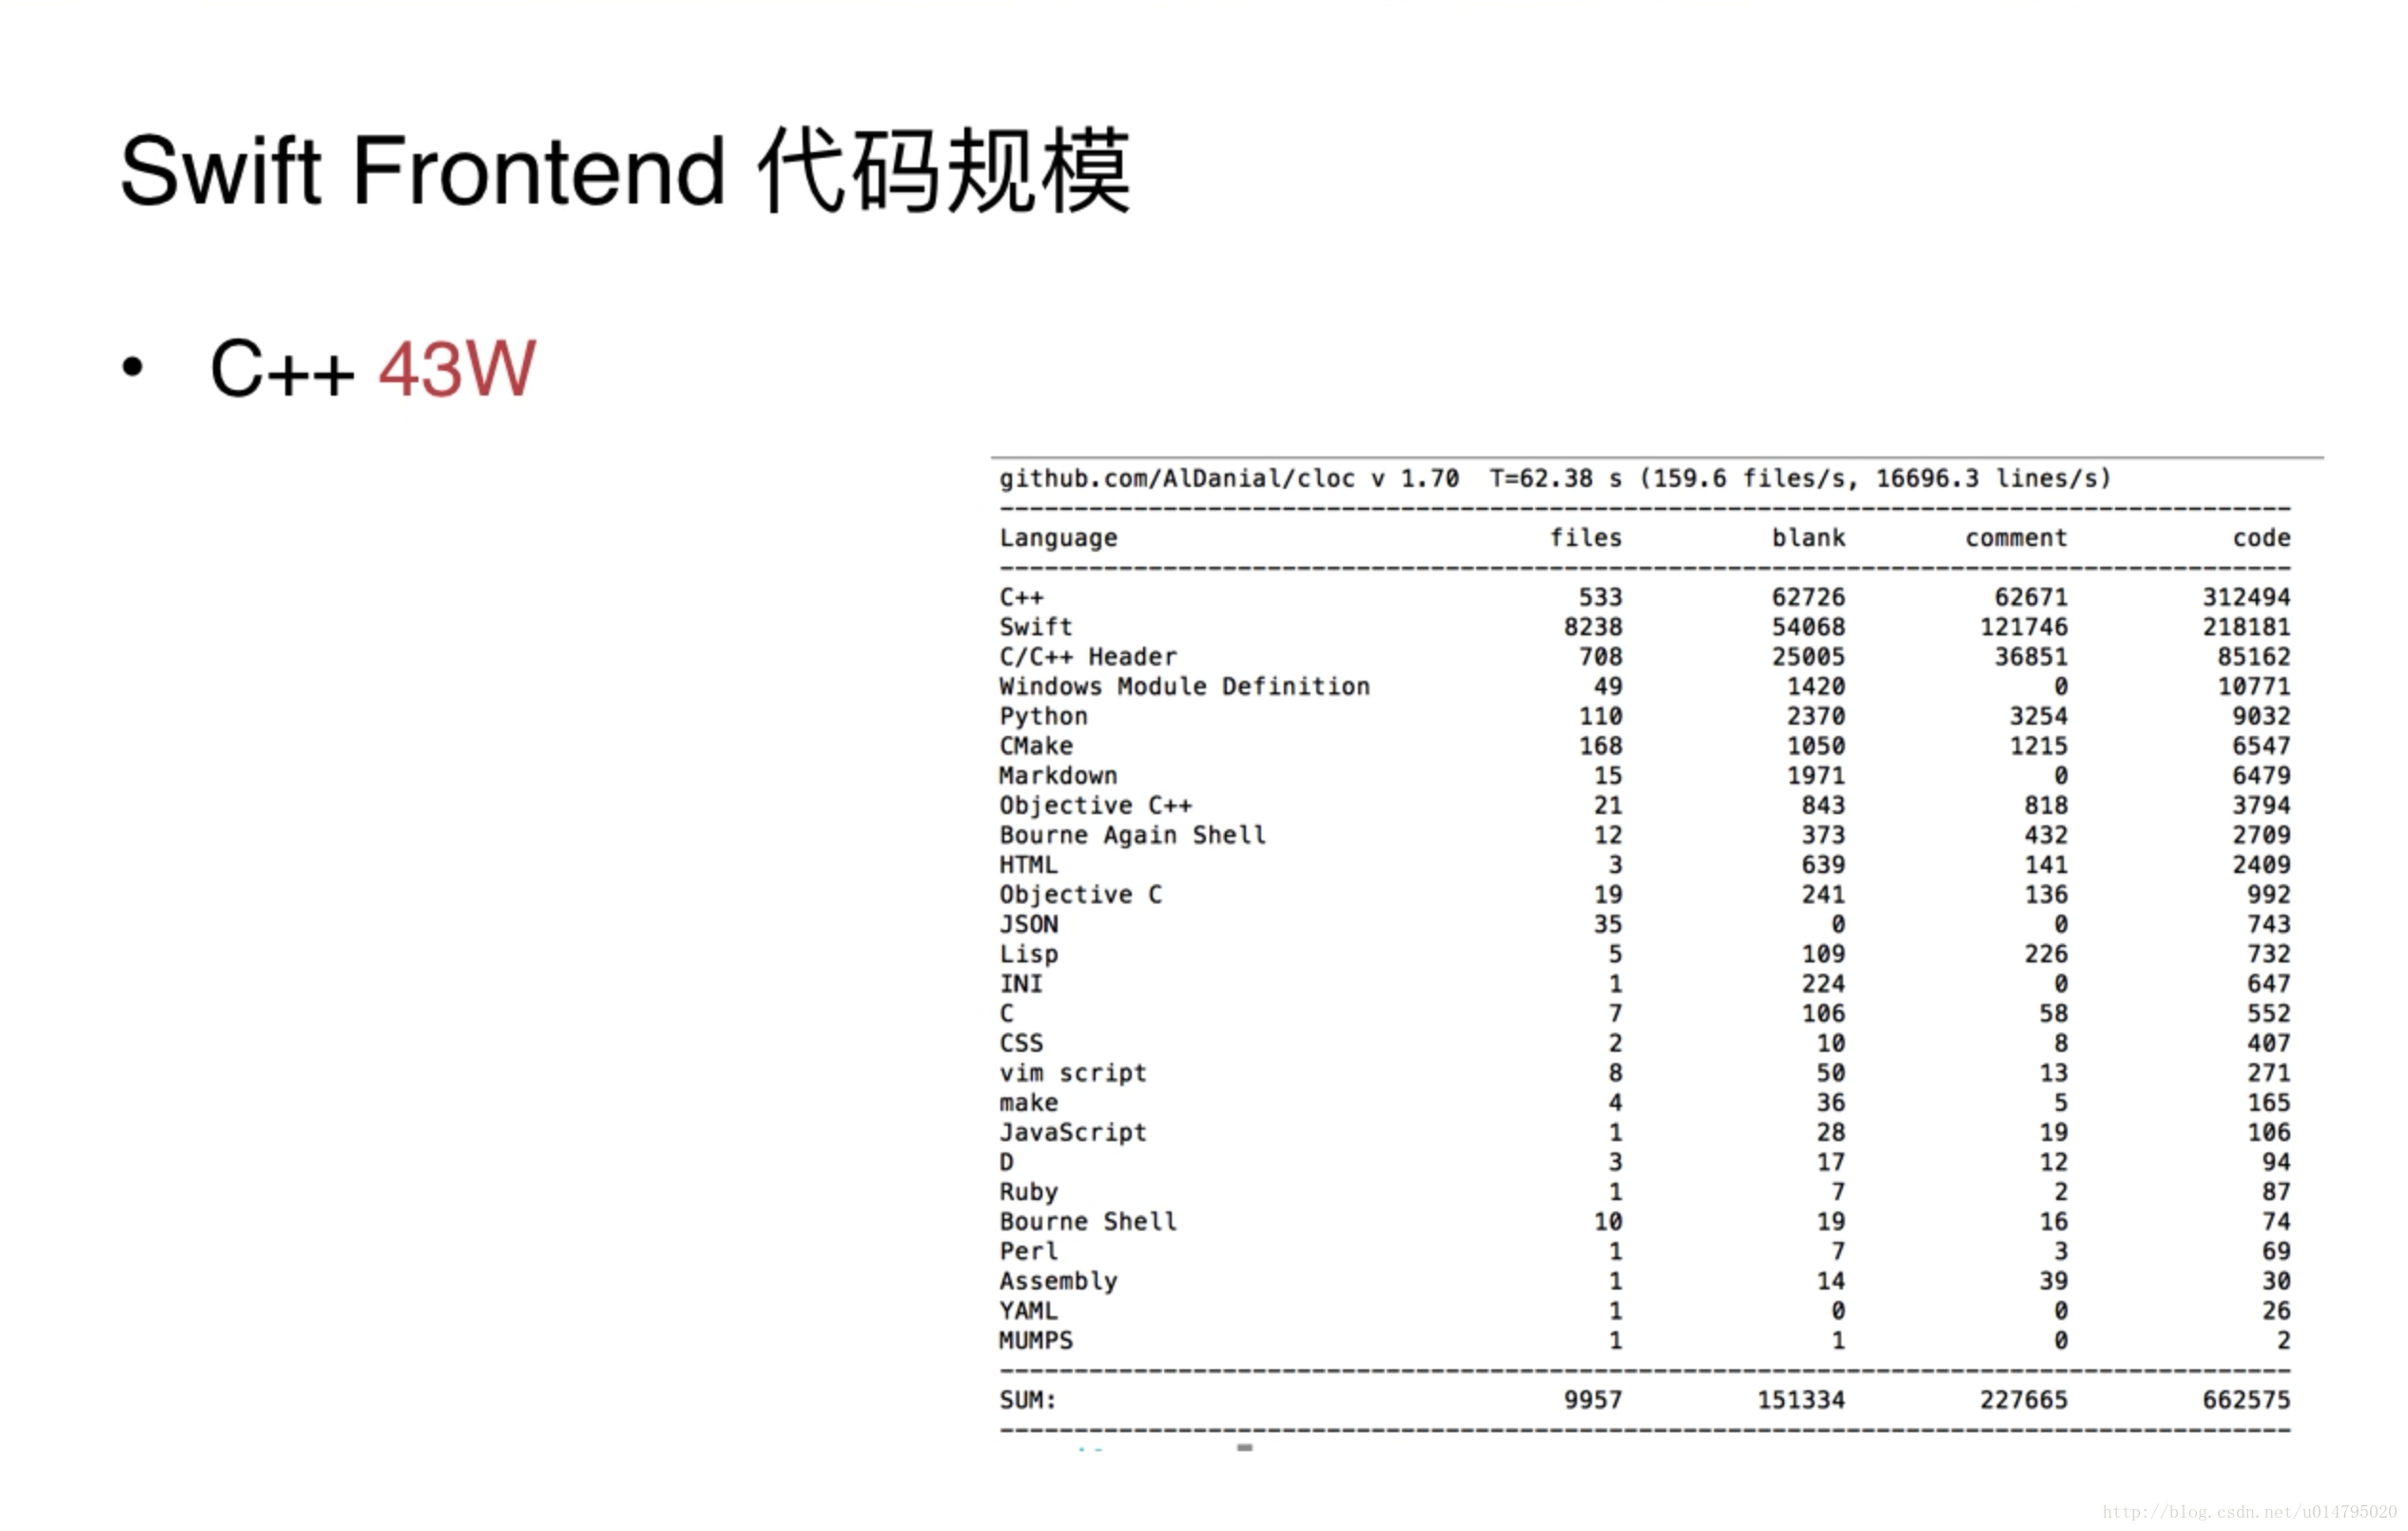 Swift Frontend 代码规模
• C++ 43W
github.com/AlDanial/cloc v 1.70  T=62.38 s (159.6 files/s, 16696.3 lines/s)
Language files blank comment code
C++ 533 62726 62671 312494
Swift 8238 54068 121746 218181
C/C++ Header 708 25005 36851 85162
Windows Module Definition 49 1420 0 10771
Python 110 2370 3254 9032
CMake 168 1050 1215 6547
Markdown 15 1971 0 6479
Objective C++ 21 843 818 3794
Bourne Again Shell 12 373 432 2709
HTML 3 639 141 2409
Objective C 19 241 136 992
JSON 35 0 0 743
Lisp 5 109 226 732
INI 1 224 0 647
C 7 106 58 552
CSS 2 10 8 407
vim script 8 50 13 271
make 4 36 5 165
JavaScript 1 28 19 106
D 3 17 12 94
Ruby 1 7 2 87
Bourne Shell 10 19 16 74
Perl 1 7 3 69
Assembly 1 14 39 30
YAML 1 0 0 26
MUMPS 1 1 0 2
SUM: 9957 151334 227665 662575
http://blog.csdn.net/u014795020